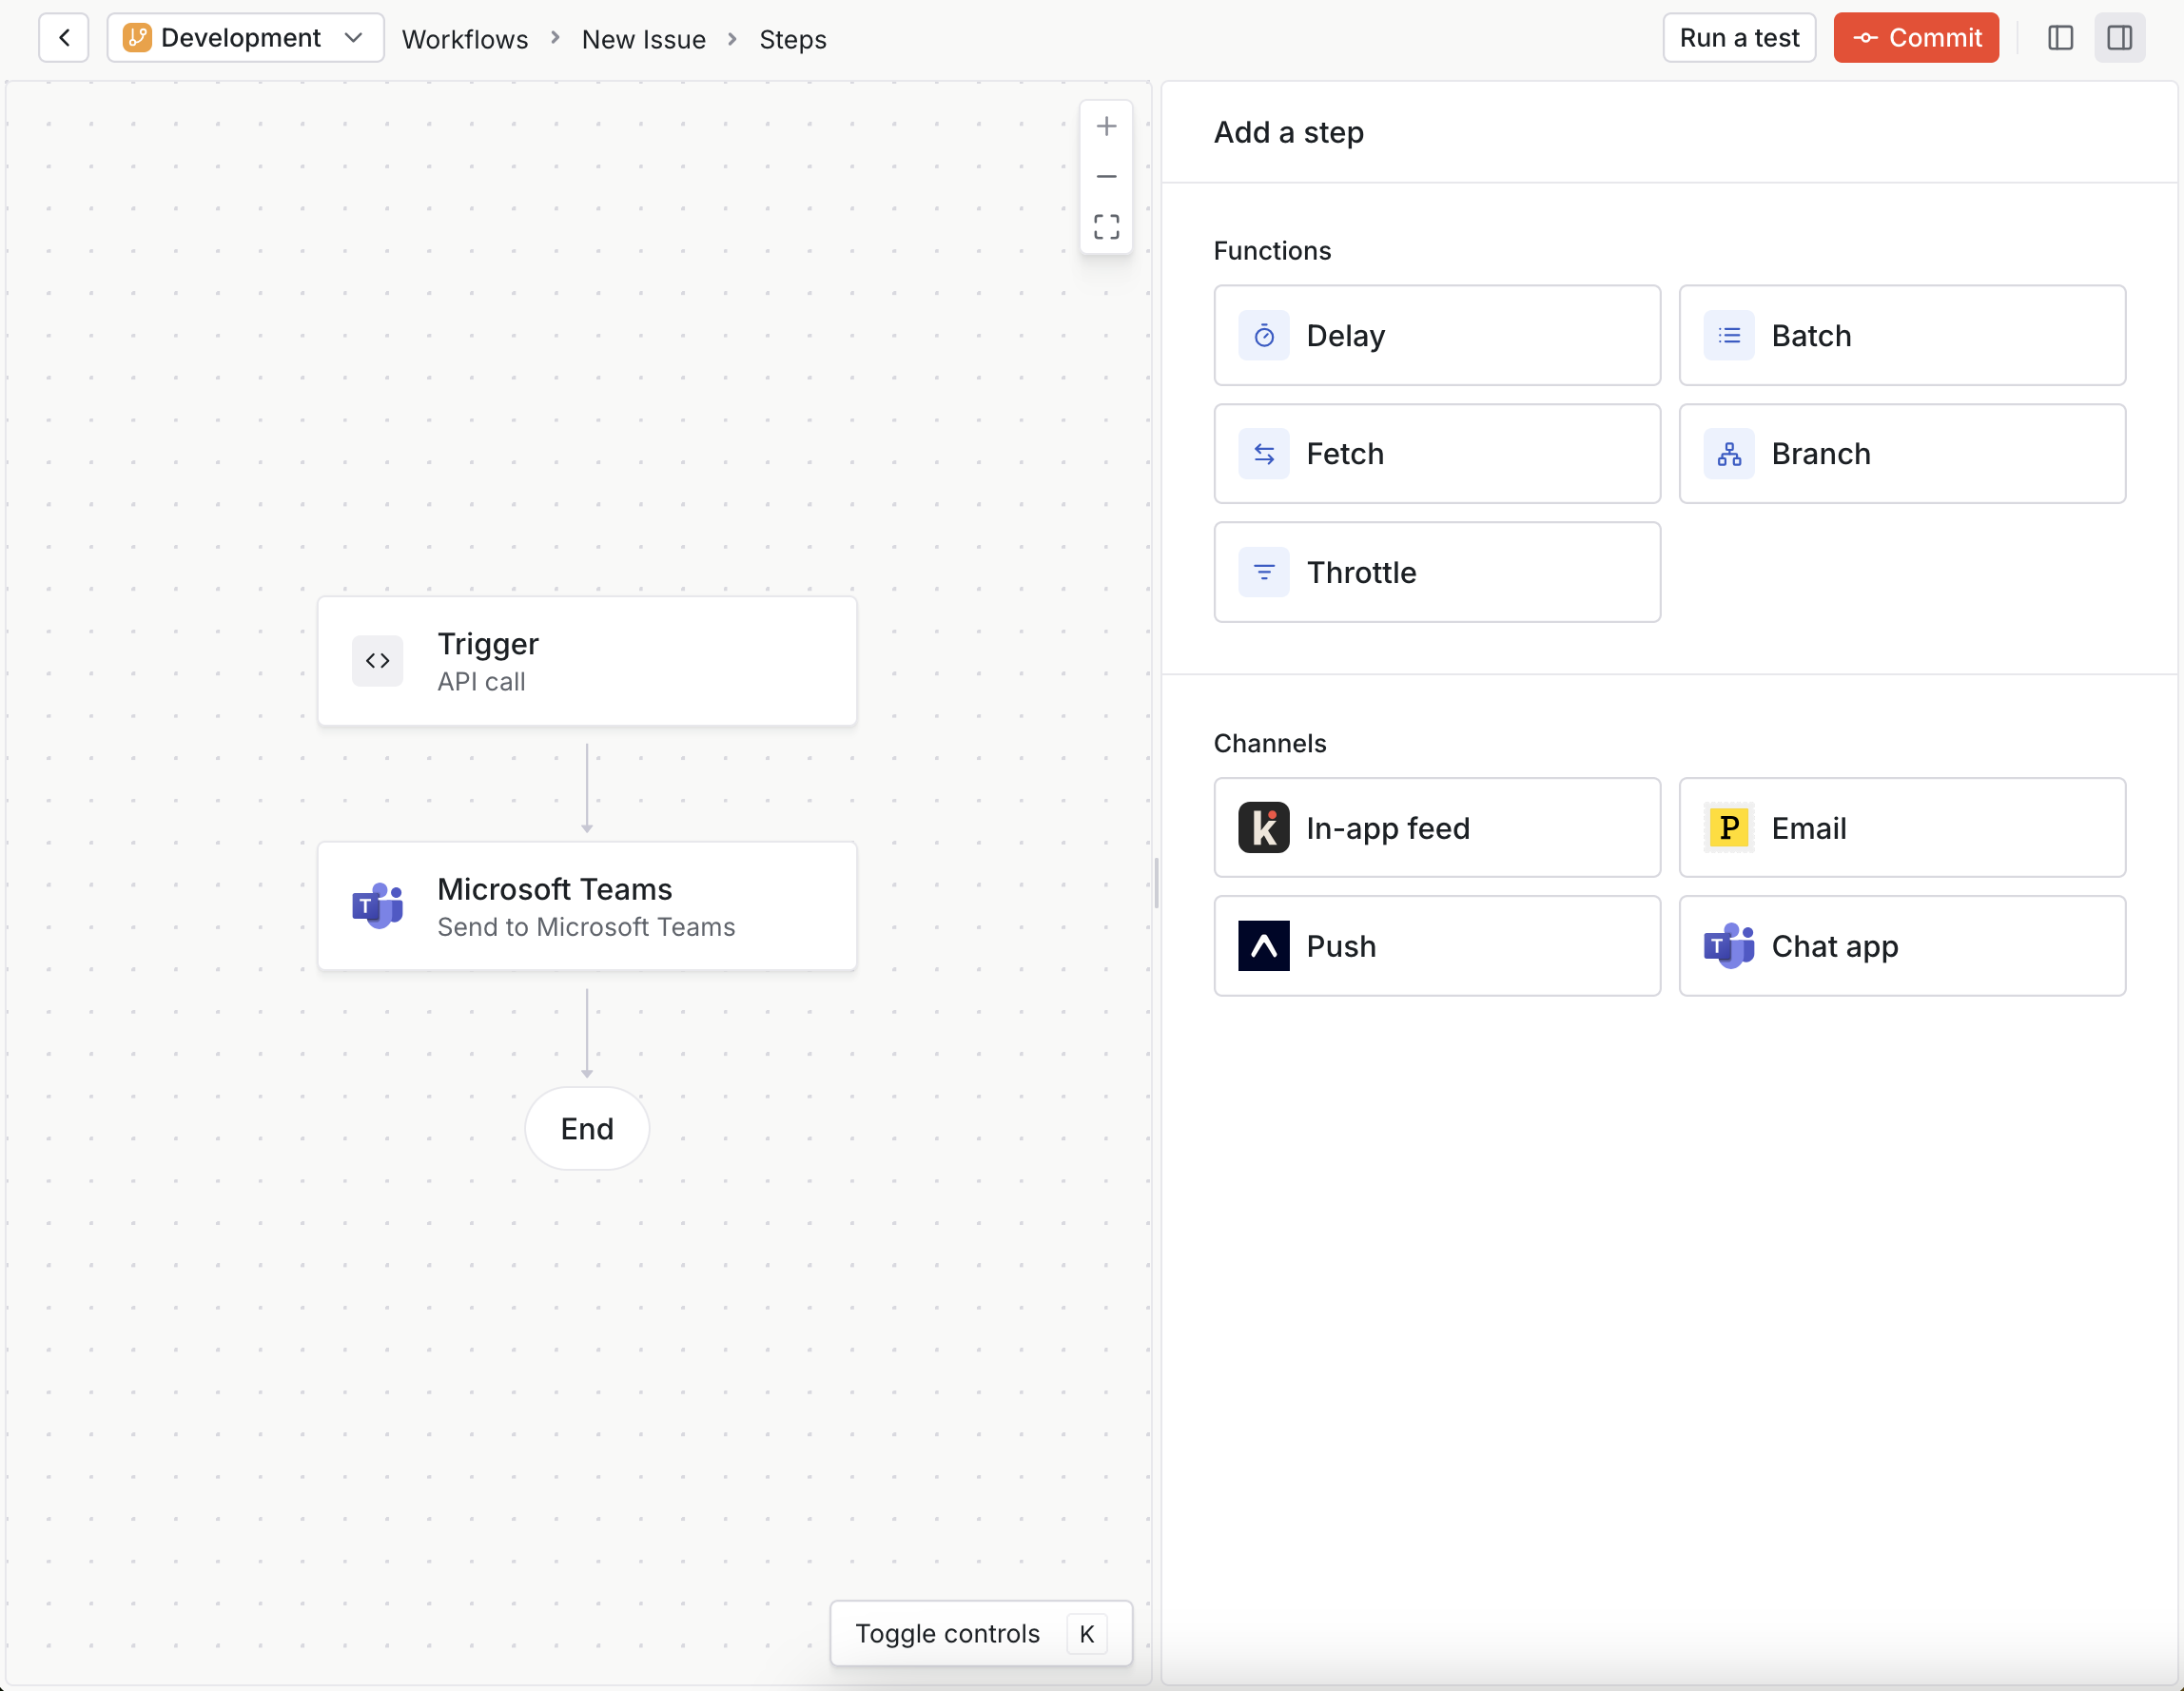 Development
Workflows
New Issue
Steps
Run a test
Commit
Add a step
Functions
Delay
Batch
Fetch
Branch
Throttle
Trigger
API call
Microsoft Teams
Send to Microsoft Teams
End
Channels
In-app feed
Email
Push
Chat app
Toggle controls K